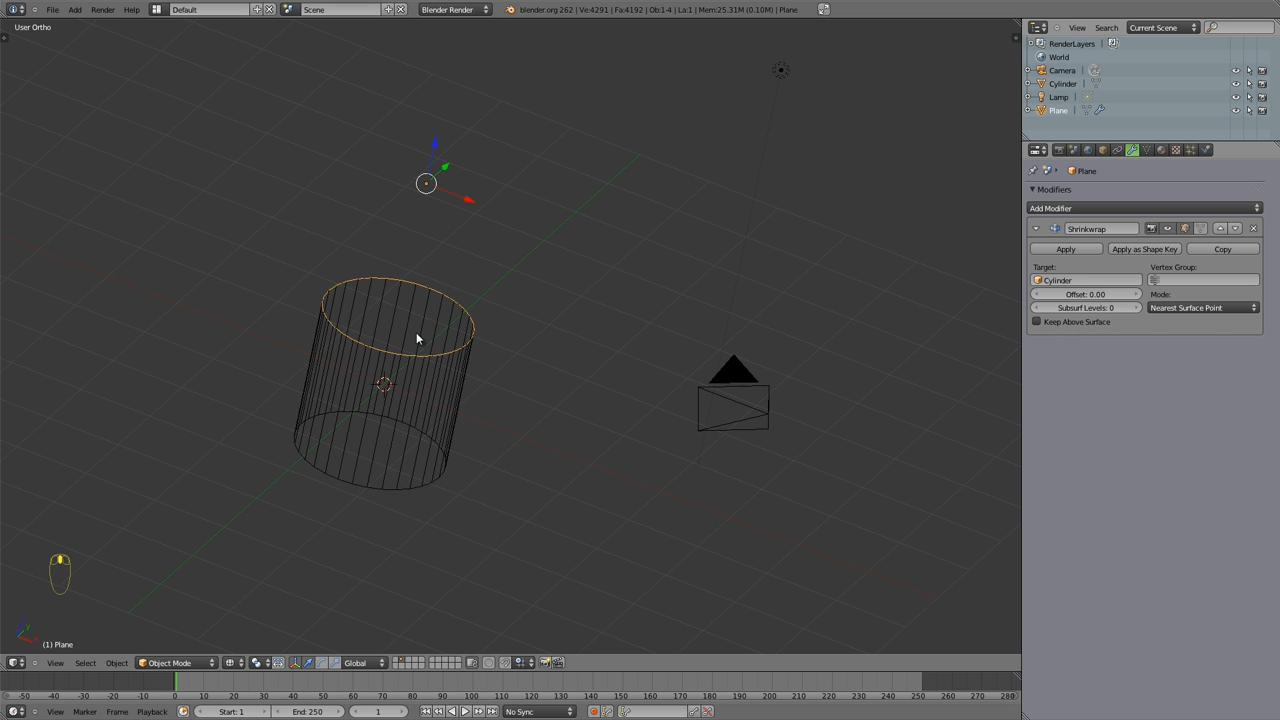 File Add Render Help Default Scene Blender Render blender.org 262 | Ve:4291 | Fa:4192 | Ob:1-4 | La:1 | Mem:25.31M (0.10M) | Plane
User Ortho
View Search Current Scene
RenderLayers |
World
Camera |
Cylinder |
Lamp |
Plane |
Plane
Modifiers
Add Modifier
Shrinkwrap
Apply Apply as Shape Key Copy
Target: Vertex Group:
Cylinder
Offset: 0.00 Mode:
Subsurf Levels: 0 Nearest Surface Point
Keep Above Surface
y
x
(1) Plane
View Select Object Object Mode Global
-50 -40 -30 -20 -10 0 10 20 30 40 50 60 70 80 90 100 110 120 130 140 150 160 170 180 190 200 210 220 230 240 250 260 270 280
View Marker Frame Playback Start: 1 End: 250 1 No Sync